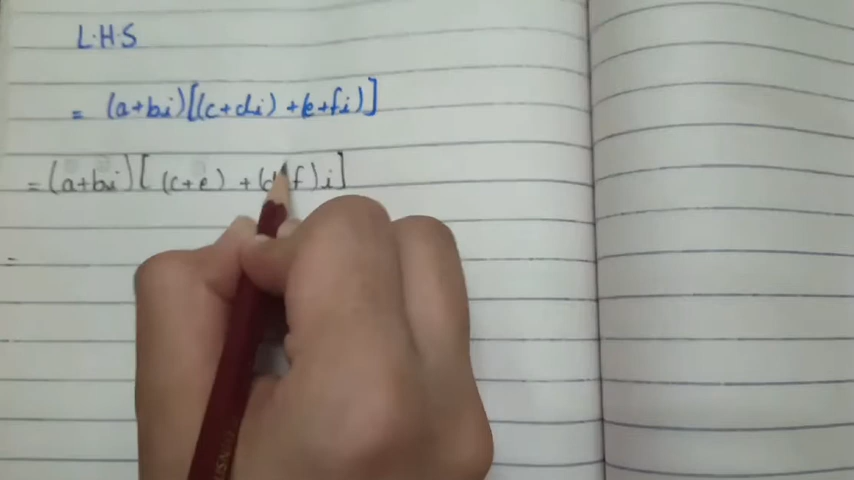 L.H.S
= (a+bi)[(c+di) +(e+fi)]
=(a+bi)[ (c+e) +(d+f)i]